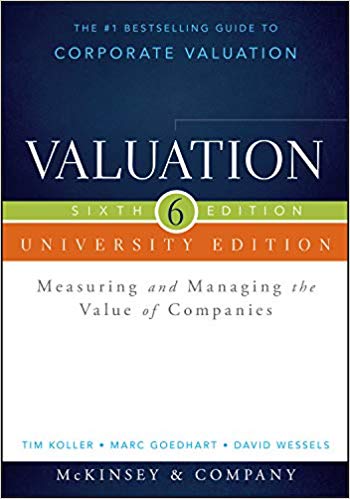 THE #1 BESTSELLING GUIDE TO
CORPORATE VALUATION
VALUATION
SIXTH 6 EDITION
UNIVERSITY EDITION
Measuring and Managing the
Value of Companies
TIM KOLLER • MARC GOEDHART • DAVID WESSELS
McKINSEY & COMPANY